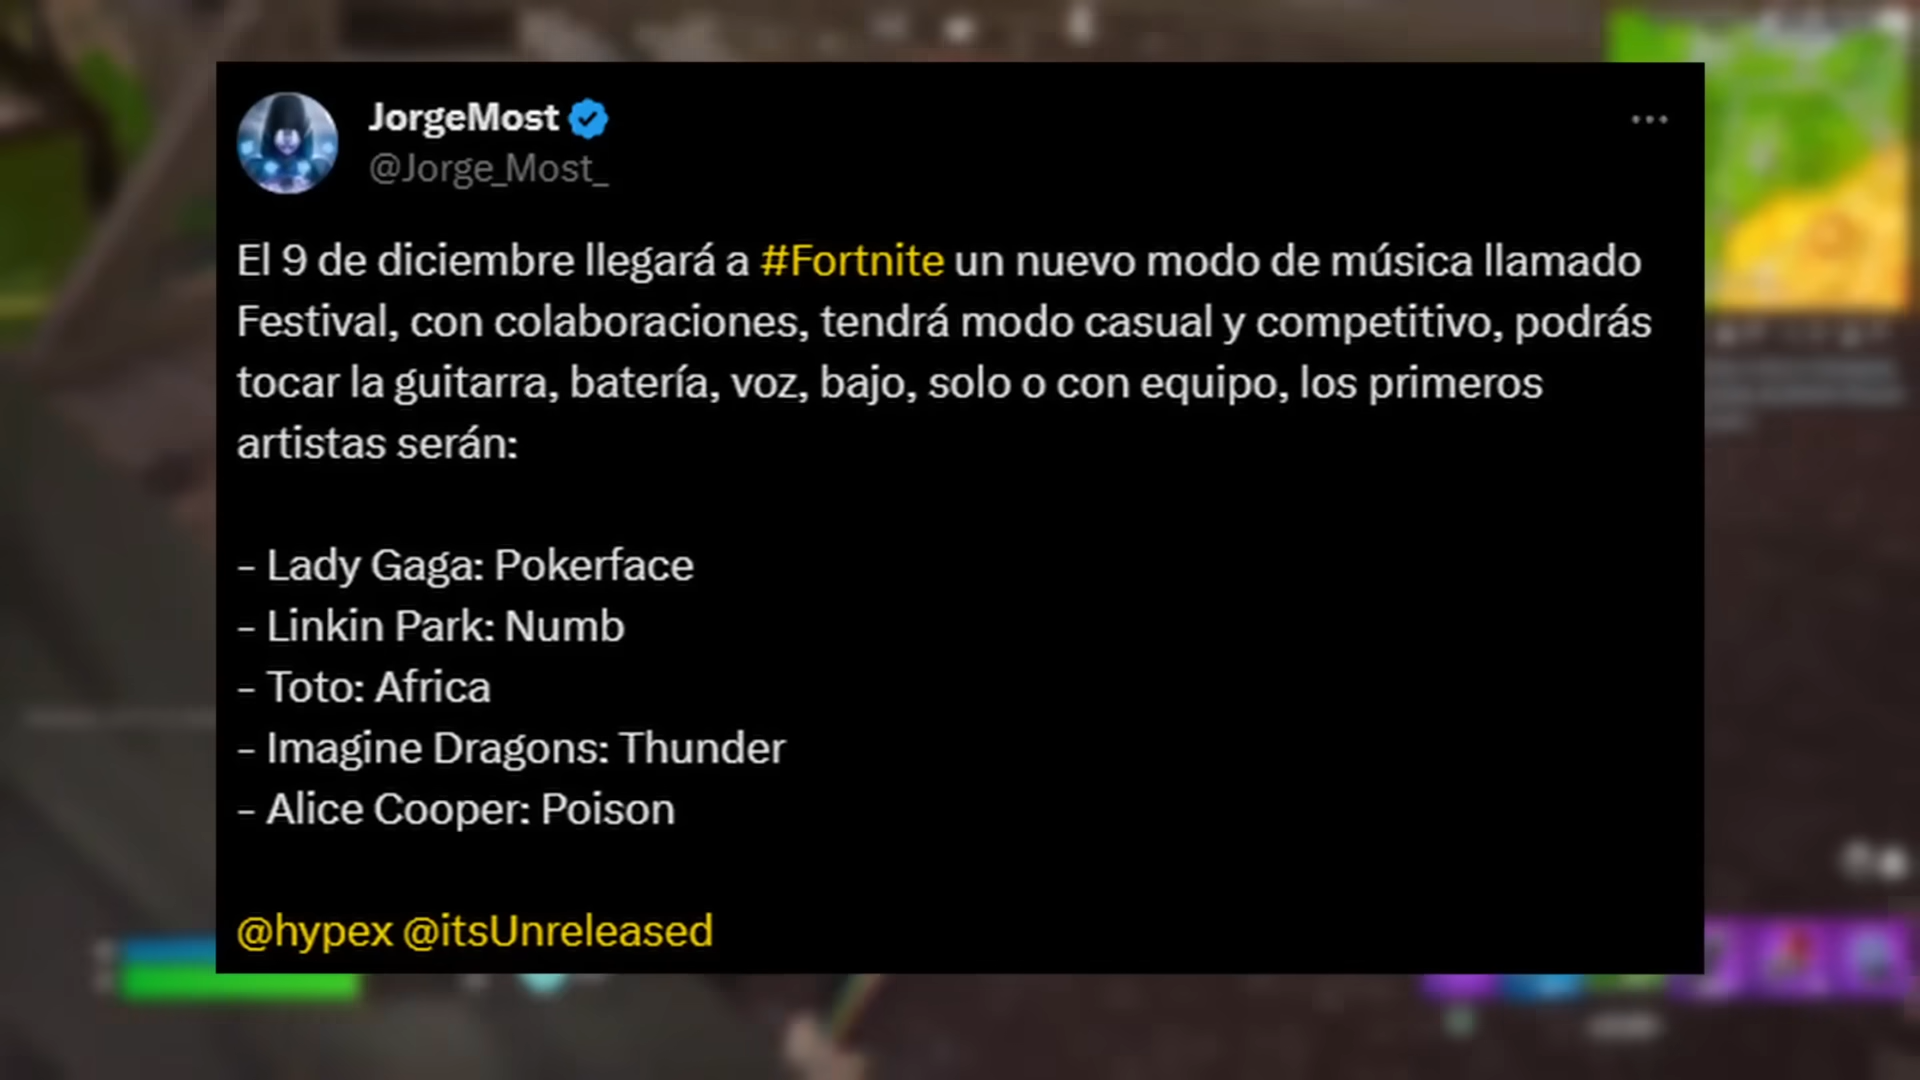 JorgeMost
@Jorge_Most_
El 9 de diciembre llegará a #Fortnite un nuevo modo de música llamado
Festival, con colaboraciones, tendrá modo casual y competitivo, podrás
tocar la guitarra, batería, voz, bajo, solo o con equipo, los primeros
artistas serán:
- Lady Gaga: Pokerface
- Linkin Park: Numb
- Toto: Africa
- Imagine Dragons: Thunder
- Alice Cooper: Poison
@hypex @itsUnreleased